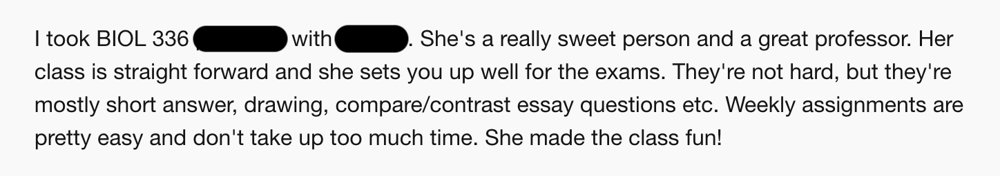 I took BIOL 336 with . She's a really sweet person and a great professor. Her
class is straight forward and she sets you up well for the exams. They're not hard, but they're
mostly short answer, drawing, compare/contrast essay questions etc. Weekly assignments are
pretty easy and don't take up too much time. She made the class fun!